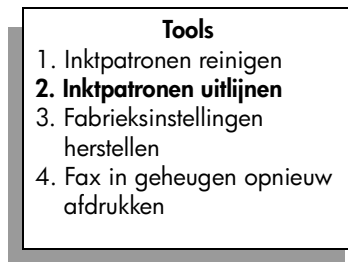 Tools
1. Inktpatronen reinigen
2. Inktpatronen uitlijnen
3. Fabrieksinstellingen
herstellen
4. Fax in geheugen opnieuw
afdrukken